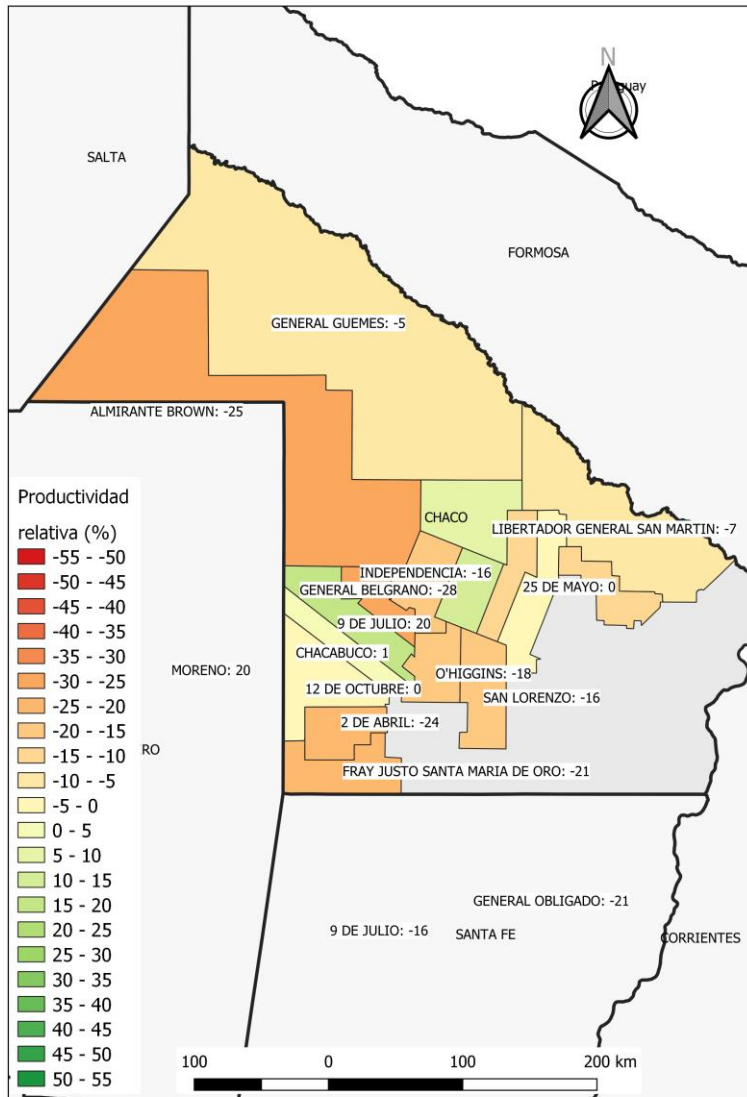 N
Paraguay
SALTA
FORMOSA
GENERAL GUEMES: -5
ALMIRANTE BROWN: -25
CHACO
LIBERTADOR GENERAL SAN MARTIN: -7
INDEPENDENCIA: -16
25 DE MAYO: 0
GENERAL BELGRANO: -28
9 DE JULIO: 20
CHACABUCO: 1
MORENO: 20
O'HIGGINS: -18
12 DE OCTUBRE: 0
SAN LORENZO: -16
2 DE ABRIL: -24
RO
FRAY JUSTO SANTA MARIA DE ORO: -21
GENERAL OBLIGADO: -21
9 DE JULIO: -16
SANTA FE
CORRIENTES
Productividad
relativa (%)
-55 - -50
-50 - -45
-45 - -40
-40 - -35
-35 - -30
-30 - -25
-25 - -20
-20 - -15
-15 - -10
-10 - -5
-5 - 0
0 - 5
5 - 10
10 - 15
15 - 20
20 - 25
25 - 30
30 - 35
35 - 40
40 - 45
45 - 50
50 - 55
100 0 100 200 km